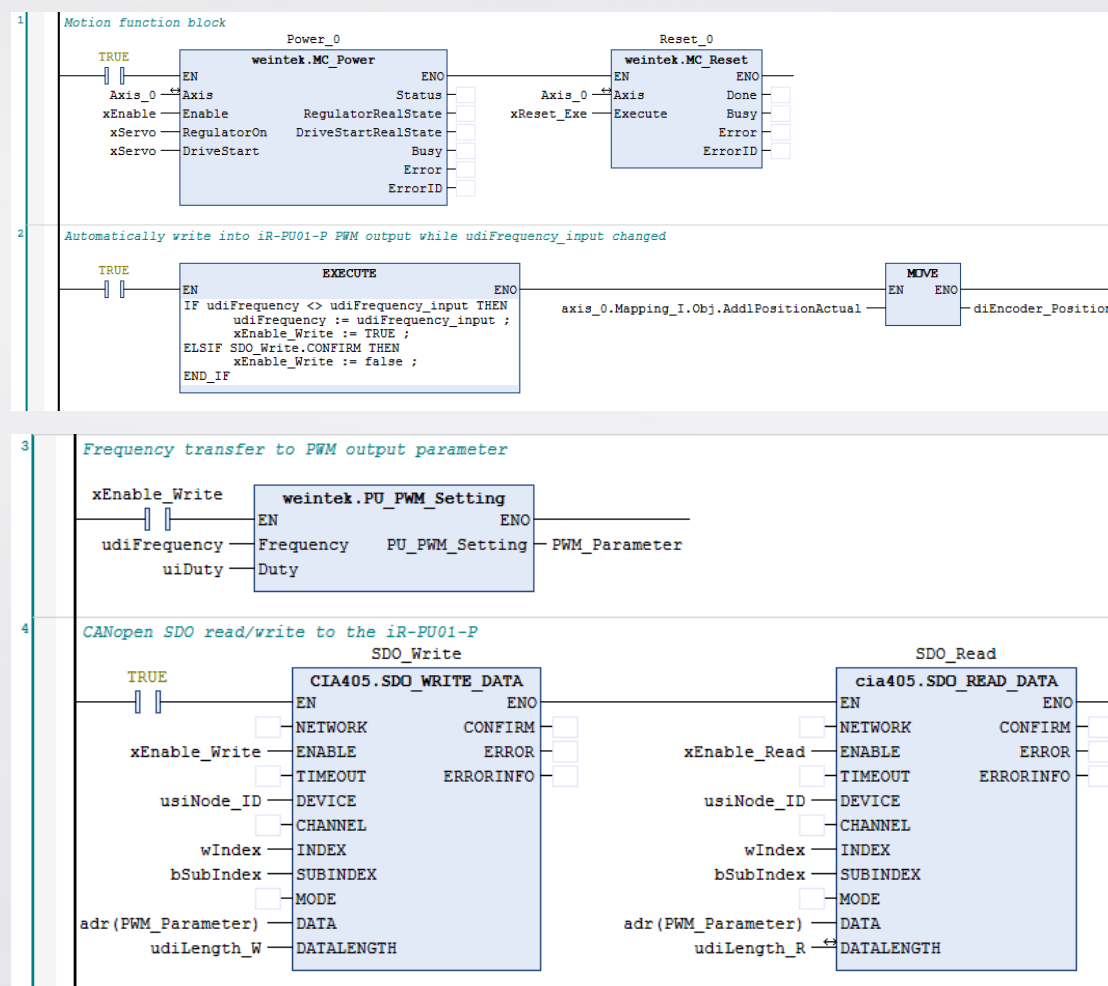 1
Motion function block
Power_0
Reset_0
TRUE
weintek.MC_Power
weintek.MC_Reset
EN ENO
EN ENO
Axis_0 Axis Status
Axis_0 Axis Done
xEnable Enable RegulatorRealState
xReset_Exe Execute Busy
xServo RegulatorOn DriveStartRealState
Error
xServo DriveStart Busy
ErrorID
Error
ErrorID
2
Automatically write into iR-PU01-P PWM output while udiFrequency_input changed
TRUE
EXECUTE
MOVE
EN ENO
EN ENO
IF udiFrequency <> udiFrequency_input THEN
udiFrequency := udiFrequency_input ;
xEnable_Write := TRUE ;
ELSIF SDO_Write.CONFIRM THEN
xEnable_Write := false ;
END_IF
axis_0.Mapping_I.Obj.AddlPositionActual
diEncoder_Position
3
Frequency transfer to PWM output parameter
xEnable_Write
weintek.PU_PWM_Setting
EN ENO
udiFrequency Frequency PU_PWM_Setting PWM_Parameter
uiDuty Duty
4
CANopen SDO read/write to the iR-PU01-P
SDO_Write
SDO_Read
TRUE
CIA405.SDO_WRITE_DATA
cia405.SDO_READ_DATA
EN ENO
EN ENO
NETWORK CONFIRM
NETWORK CONFIRM
xEnable_Write ENABLE ERROR
xEnable_Read ENABLE ERROR
TIMEOUT ERRORINFO
TIMEOUT ERRORINFO
usiNode_ID DEVICE
usiNode_ID DEVICE
CHANNEL
CHANNEL
wIndex INDEX
wIndex INDEX
bSubIndex SUBINDEX
bSubIndex SUBINDEX
MODE
MODE
adr(PWM_Parameter) DATA
adr(PWM_Parameter) DATA
udiLength_W DATALENGTH
udiLength_R DATALENGTH